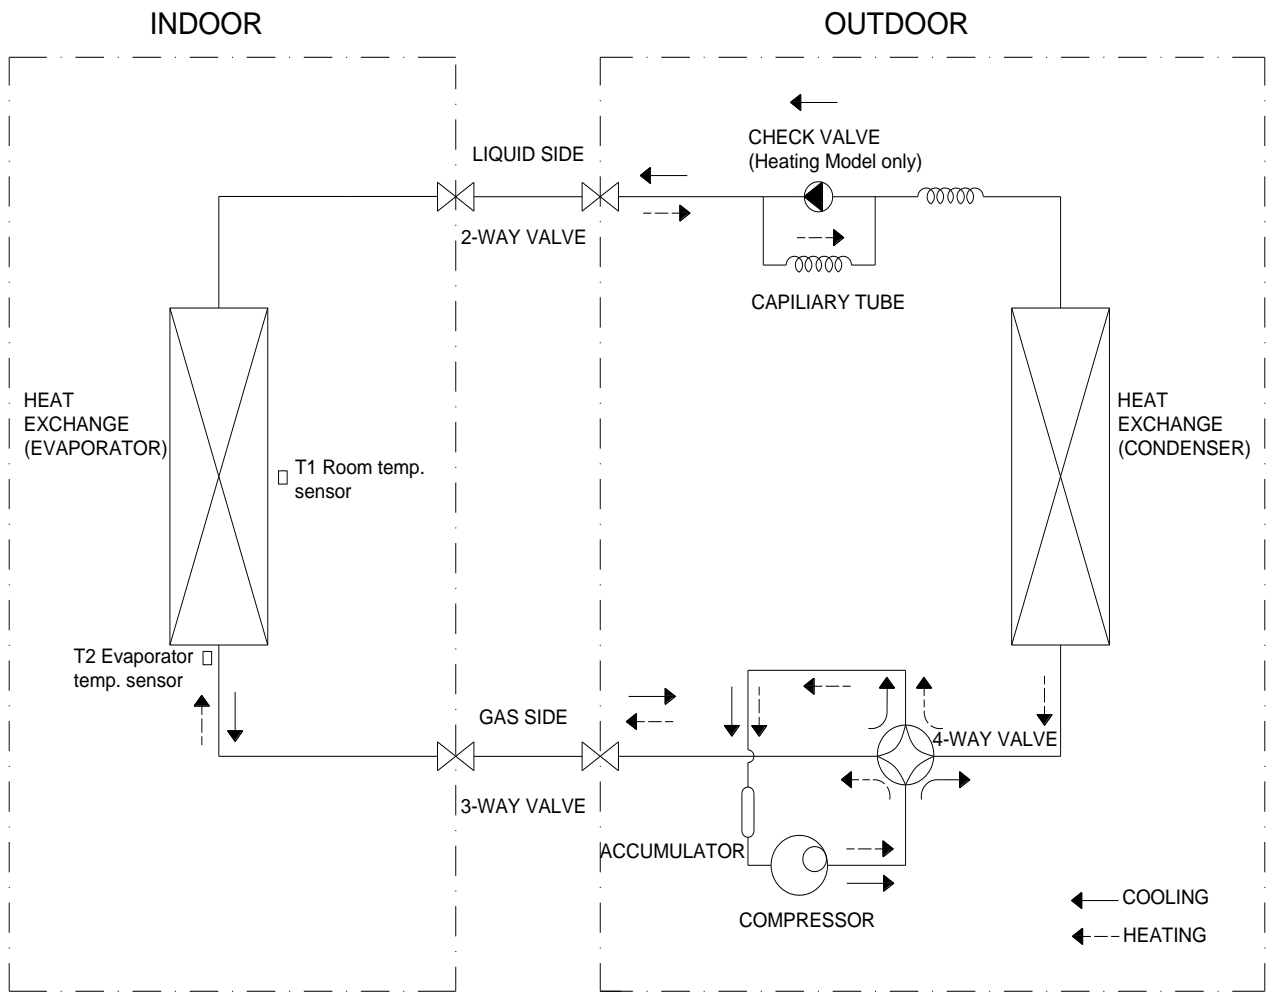 INDOOR
OUTDOOR
LIQUID SIDE
CHECK VALVE
(Heating Model only)
2-WAY VALVE
CAPILIARY TUBE
HEAT
EXCHANGE
(EVAPORATOR)
T1 Room temp.
sensor
HEAT
EXCHANGE
(CONDENSER)
T2 Evaporator
temp. sensor
GAS SIDE
4-WAY VALVE
3-WAY VALVE
ACCUMULATOR
COMPRESSOR
COOLING
HEATING